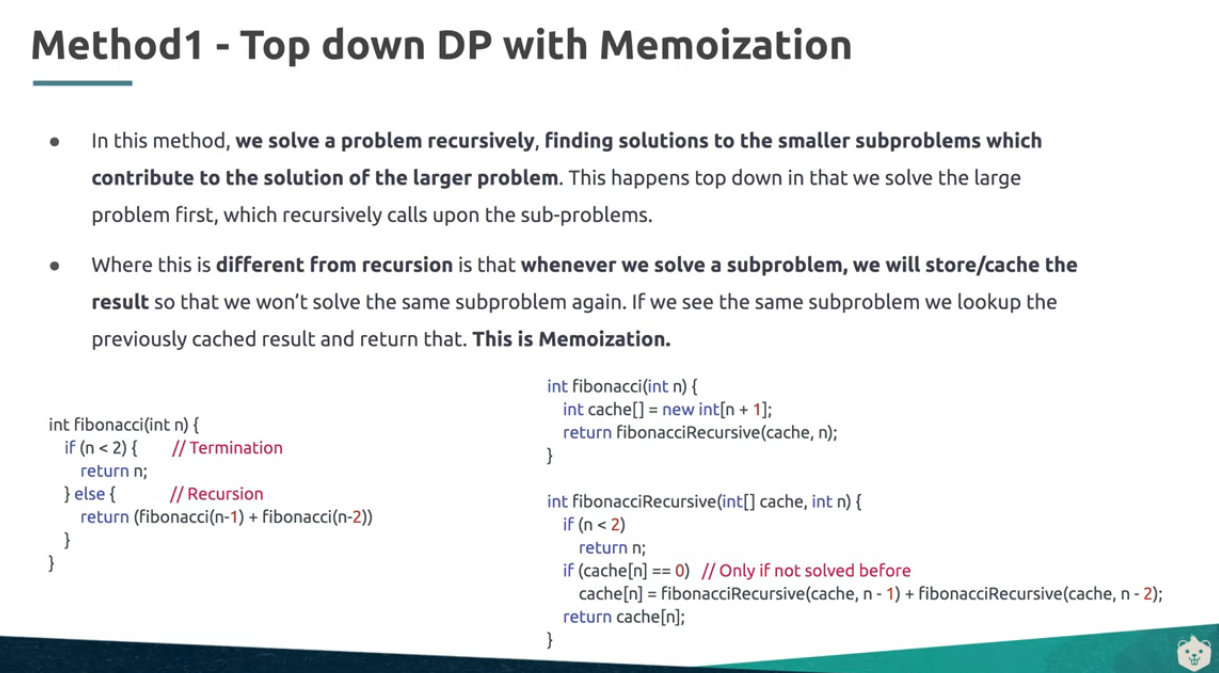 Method1 - Top down DP with Memoization
● In this method, we solve a problem recursively, finding solutions to the smaller subproblems which
contribute to the solution of the larger problem. This happens top down in that we solve the large
problem first, which recursively calls upon the sub-problems.
● Where this is different from recursion is that whenever we solve a subproblem, we will store/cache the
result so that we won't solve the same subproblem again. If we see the same subproblem we lookup the
previously cached result and return that. This is Memoization.
int fibonacci(int n) {
if (n < 2) { // Termination
return n;
} else { // Recursion
return (fibonacci(n-1) + fibonacci(n-2))
}
}
int fibonacci(int n) {
int cache[] = new int[n + 1];
return fibonacciRecursive(cache, n);
}
int fibonacciRecursive(int[] cache, int n) {
if (n < 2)
return n;
if (cache[n] == 0) // Only if not solved before
cache[n] = fibonacciRecursive(cache, n - 1) + fibonacciRecursive(cache, n - 2);
return cache[n];
}